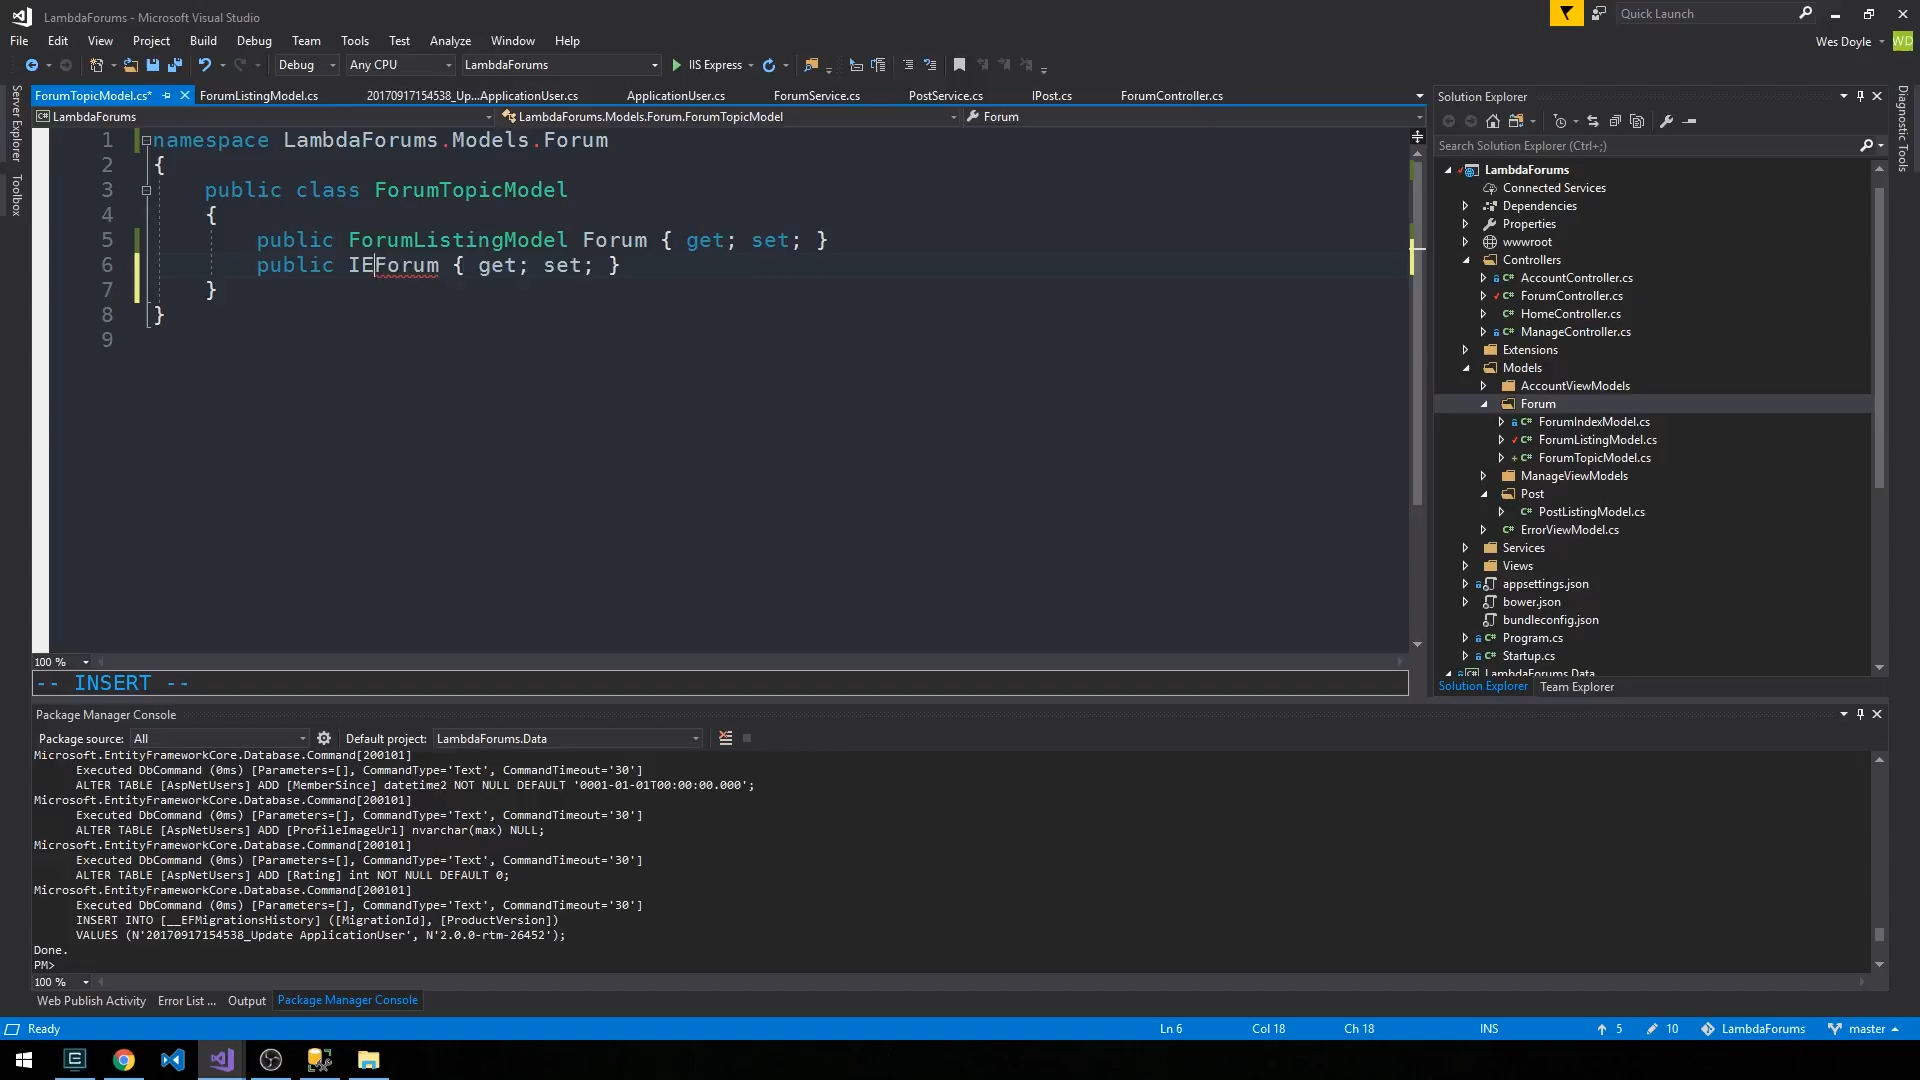 LambdaForums - Microsoft Visual Studio
Quick Launch
File Edit View Project Build Debug Team Tools Test Analyze Window Help
Wes Doyle WD
Debug Any CPU LambdaForums IIS Express
Server Explorer
Toolbox
ForumTopicModel.cs* ForumListingModel.cs 20170917154538_Up...ApplicationUser.cs ApplicationUser.cs ForumService.cs PostService.cs IPost.cs ForumController.cs
LambdaForums LambdaForums.Models.Forum.ForumTopicModel Forum
1 namespace LambdaForums.Models.Forum
2 {
3 public class ForumTopicModel
4 {
5 public ForumListingModel Forum { get; set; }
6 public IEForum { get; set; }
7 }
8 }
9
100 %
-- INSERT --
Solution Explorer
Search Solution Explorer (Ctrl+;)
LambdaForums
Connected Services
Dependencies
Properties
wwwroot
Controllers
C# AccountController.cs
C# ForumController.cs
C# HomeController.cs
C# ManageController.cs
Extensions
Models
AccountViewModels
Forum
C# ForumIndexModel.cs
C# ForumListingModel.cs
+ C# ForumTopicModel.cs
ManageViewModels
Post
C# PostListingModel.cs
C# ErrorViewModel.cs
Services
Views
appsettings.json
bower.json
bundleconfig.json
C# Program.cs
C# Startup.cs
LambdaForums.Data
Solution Explorer Team Explorer
Diagnostic Tools
Package Manager Console
Package source: All Default project: LambdaForums.Data
Microsoft.EntityFrameworkCore.Database.Command[200101]
Executed DbCommand (0ms) [Parameters=[], CommandType='Text', CommandTimeout='30']
ALTER TABLE [AspNetUsers] ADD [MemberSince] datetime2 NOT NULL DEFAULT '0001-01-01T00:00:00.000';
Microsoft.EntityFrameworkCore.Database.Command[200101]
Executed DbCommand (0ms) [Parameters=[], CommandType='Text', CommandTimeout='30']
ALTER TABLE [AspNetUsers] ADD [ProfileImageUrl] nvarchar(max) NULL;
Microsoft.EntityFrameworkCore.Database.Command[200101]
Executed DbCommand (0ms) [Parameters=[], CommandType='Text', CommandTimeout='30']
ALTER TABLE [AspNetUsers] ADD [Rating] int NOT NULL DEFAULT 0;
Microsoft.EntityFrameworkCore.Database.Command[200101]
Executed DbCommand (0ms) [Parameters=[], CommandType='Text', CommandTimeout='30']
INSERT INTO [__EFMigrationsHistory] ([MigrationId], [ProductVersion])
VALUES (N'20170917154538_Update ApplicationUser', N'2.0.0-rtm-26452');
Done.
PM>
100 %
Web Publish Activity Error List ... Output Package Manager Console
Ready Ln 6 Col 18 Ch 18 INS 5 10 LambdaForums master